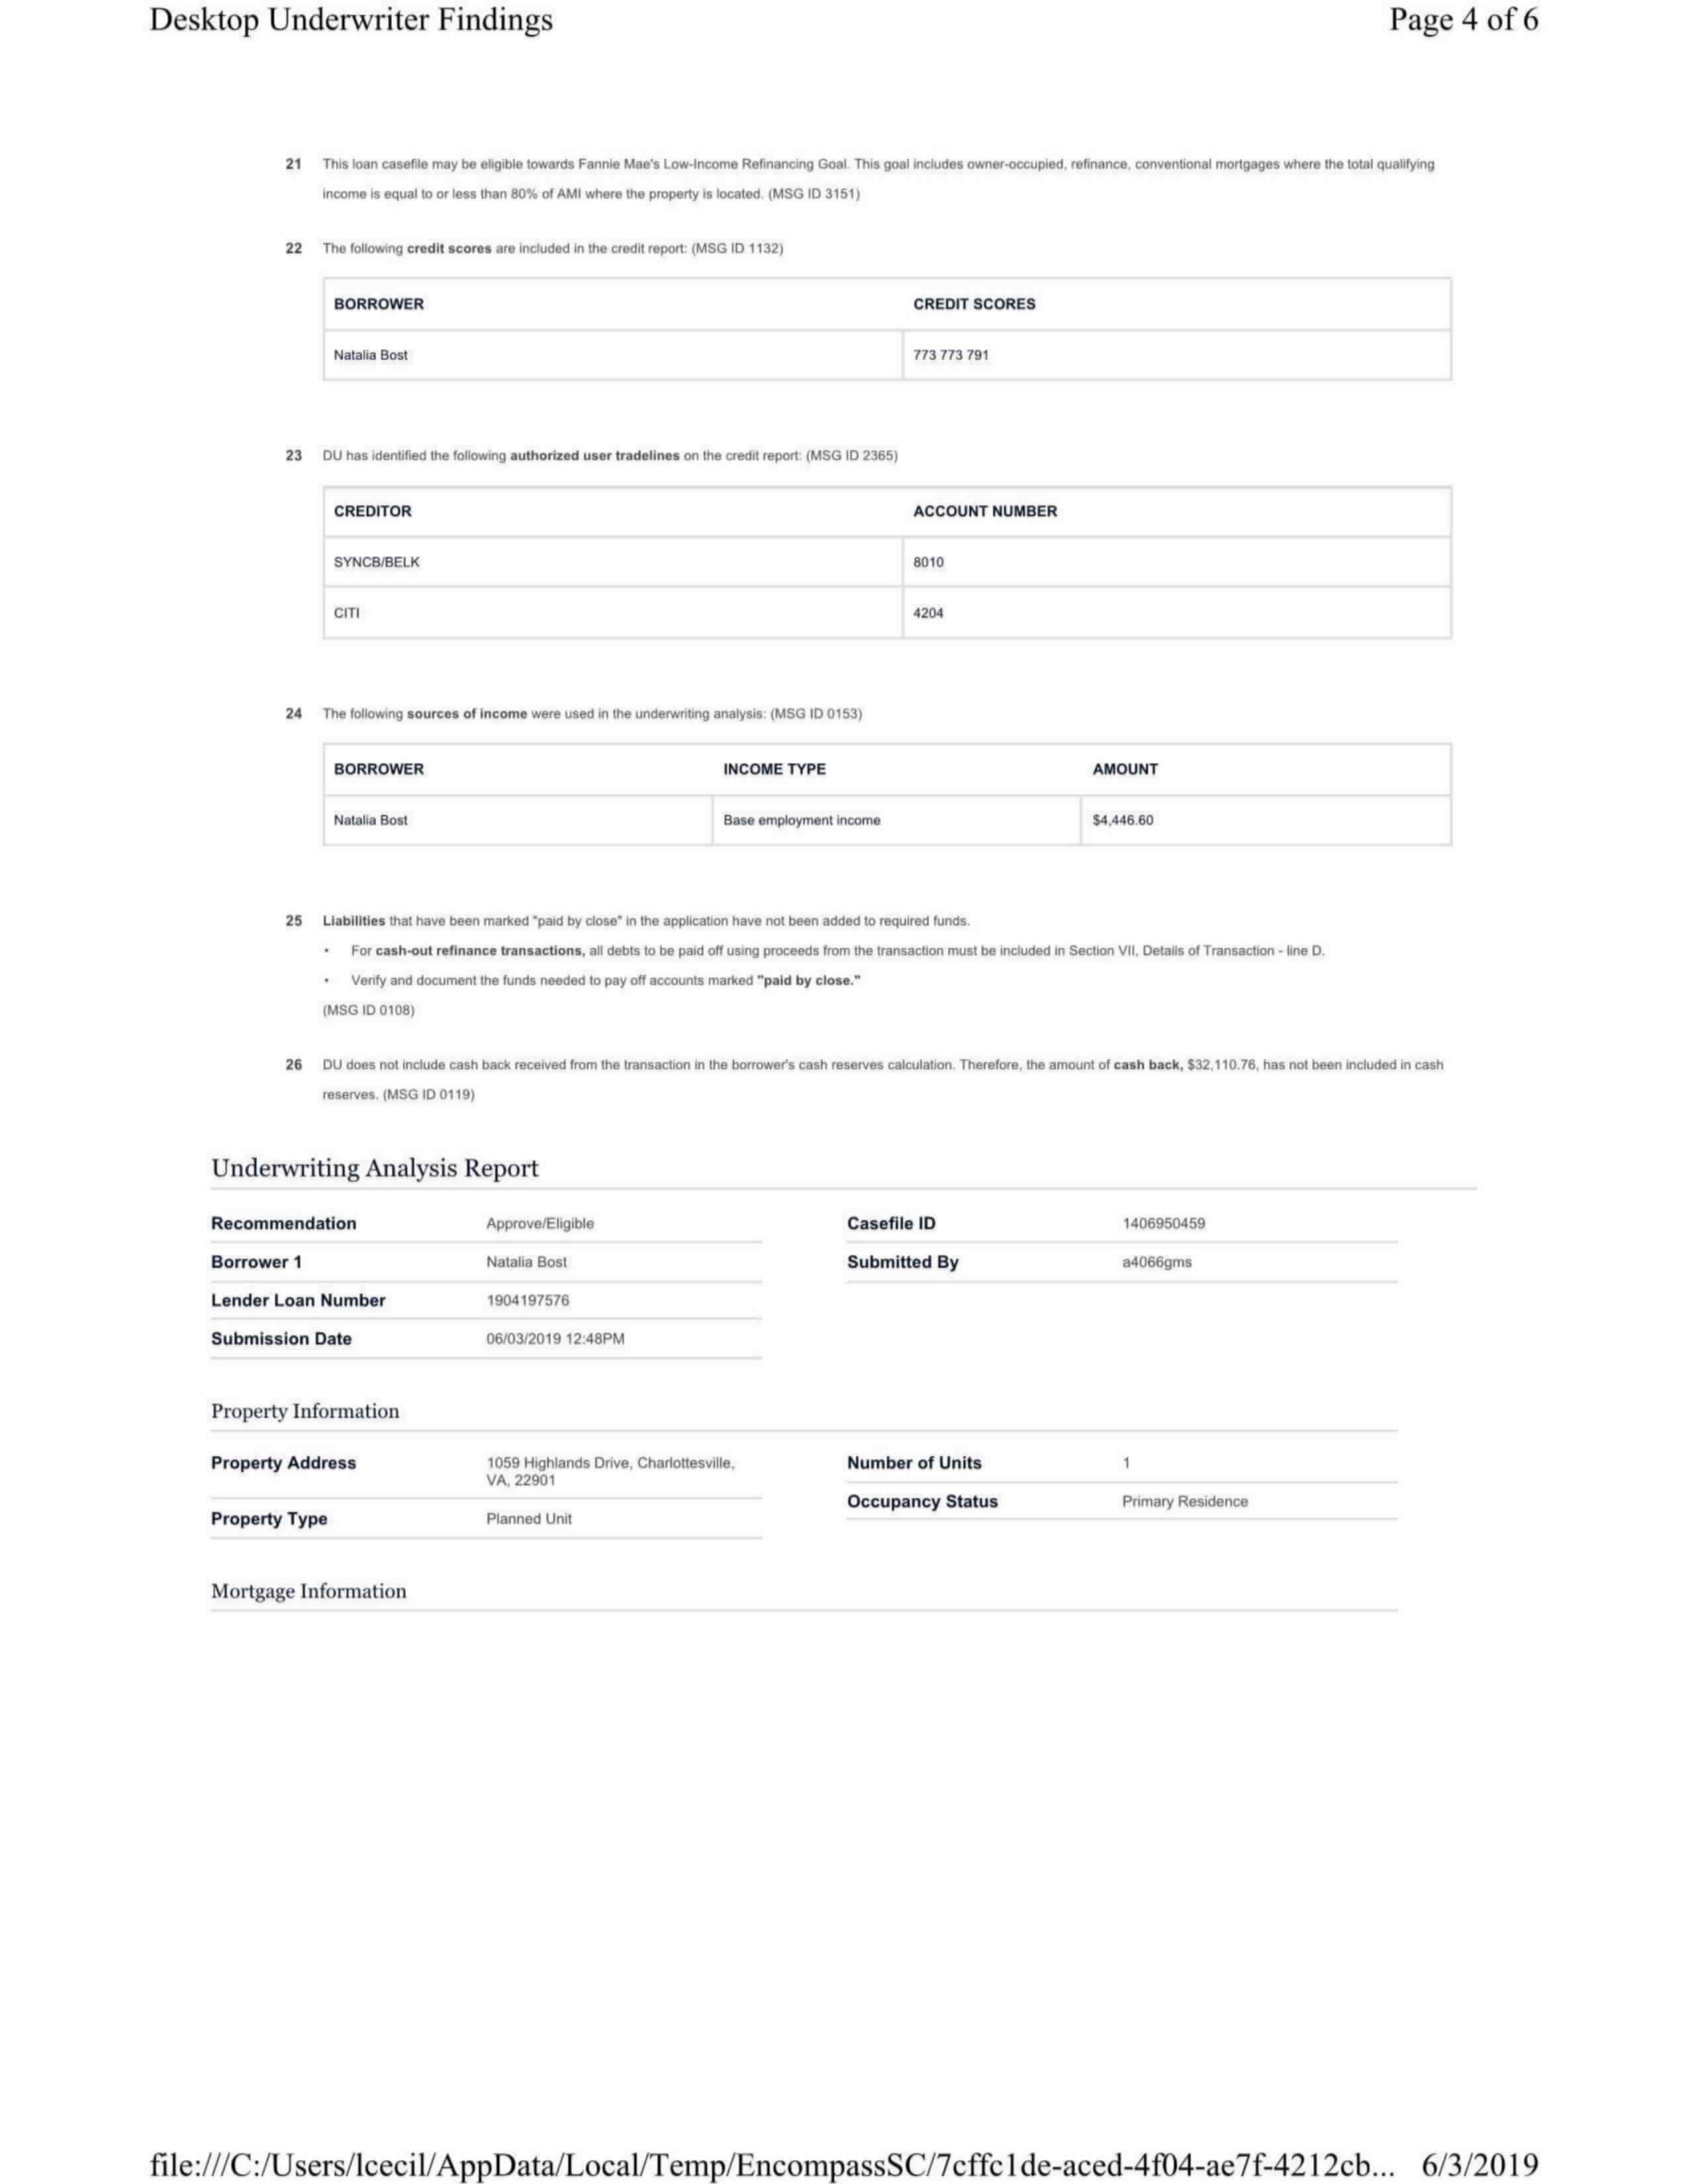 Desktop Underwriter Findings Page 4 of 6
21 This loan casefile may be eligible towards Fannie Mae's Low-Income Refinancing Goal. This goal includes owner-occupied, refinance, conventional mortgages where the total qualifying
income is equal to or less than 80% of AMI where the property is located. (MSG ID 3151)
22 The following credit scores are included in the credit report: (MSG ID 1132)
BORROWER CREDIT SCORES
Natalia Bost 773 773 791
23 DU has identified the following authorized user tradelines on the credit report: (MSG ID 2365)
CREDITOR ACCOUNT NUMBER
SYNCB/BELK 8010
CITI 4204
24 The following sources of income were used in the underwriting analysis: (MSG ID 0153)
BORROWER INCOME TYPE AMOUNT
Natalia Bost Base employment income $4,446.60
25 Liabilities that have been marked "paid by close" in the application have not been added to required funds.
• For cash-out refinance transactions, all debts to be paid off using proceeds from the transaction must be included in Section VII, Details of Transaction - line D.
• Verify and document the funds needed to pay off accounts marked "paid by close."
(MSG ID 0108)
26 DU does not include cash back received from the transaction in the borrower's cash reserves calculation. Therefore, the amount of cash back, $32,110.76, has not been included in cash
reserves. (MSG ID 0119)
Underwriting Analysis Report
Recommendation Approve/Eligible Casefile ID 1406950459
Borrower 1 Natalia Bost Submitted By a4066gms
Lender Loan Number 1904197576
Submission Date 06/03/2019 12:48PM
Property Information
Property Address 1059 Highlands Drive, Charlottesville, Number of Units 1
VA, 22901
Occupancy Status Primary Residence
Property Type Planned Unit
Mortgage Information
file:///C:/Users/lcecil/AppData/Local/Temp/EncompassSC/7cffc1de-aced-4f04-ae7f-4212cb... 6/3/2019